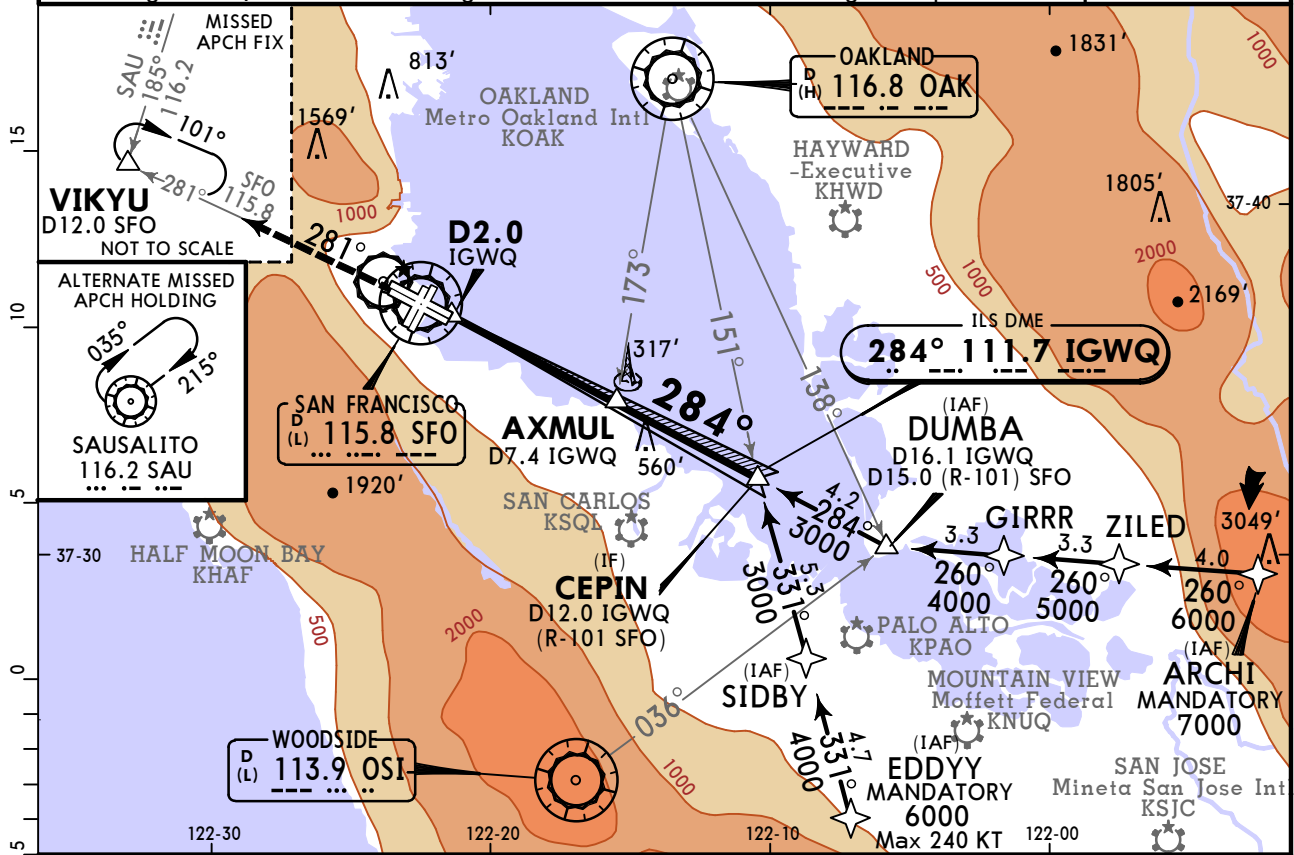 MISSED
APCH FIX
SAU
185°
116.2
101°
281°
SFO
115.8
VIKYU
D12.0 SFO
NOT TO SCALE
ALTERNATE MISSED
APCH HOLDING
035°
215°
SAUSALITO
116.2 SAU
813'
1569'
1000
OAKLAND
Metro Oakland Intl
KOAK
OAKLAND
D
(H)
116.8 OAK
1831'
1000
HAYWARD
-Executive
KHWD
1805'
37-40
2000
2169'
500
1000
281°
D2.0
IGWQ
173°
151°
138°
ILS DME
284° 111.7 IGWQ
317'
284°
SAN FRANCISCO
D
(L)
115.8 SFO
AXMUL
D7.4 IGWQ
560'
(IAF)
DUMBA
D16.1 IGWQ
D15.0 (R-101) SFO
1920'
SAN CARLOS
KSQL
4.2
284°
3000
GIRRR
ZILED
3049'
3.3
260°
4000
3.3
260°
5000
4.0
260°
6000
37-30
HALF MOON BAY
KHAF
(IF)
CEPIN
D12.0 IGWQ
(R-101 SFO)
5.3
331°
3000
500
2000
PALO ALTO
KPAO
(IAF)
SIDBY
(IAF)
ARCHI
MANDATORY
7000
MOUNTAIN VIEW
Moffett Federal
KNUQ
036°
WOODSIDE
D
(L)
113.9 OSI
1000
4.7
331°
4000
(IAF)
EDDYY
MANDATORY
6000
Max 240 KT
SAN JOSE
Mineta San Jose Int
KSJC
122-30
122-20
122-10
122-00
15
10
5
0
5